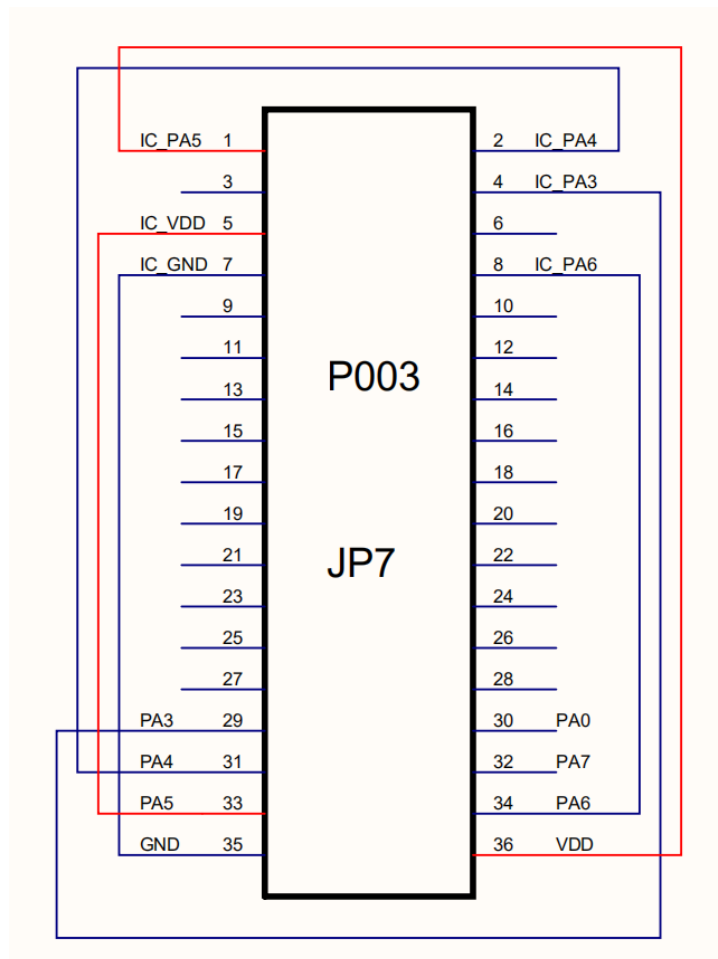 IC_PA5 1 2 IC_PA4
3 4 IC_PA3
IC_VDD 5 6
IC_GND 7 8 IC_PA6
9 10
11 12
P003
13 14
15 16
17 18
19 20
JP7
21 22
23 24
25 26
27 28
PA3 29 30 PA0
PA4 31 32 PA7
PA5 33 34 PA6
GND 35 36 VDD